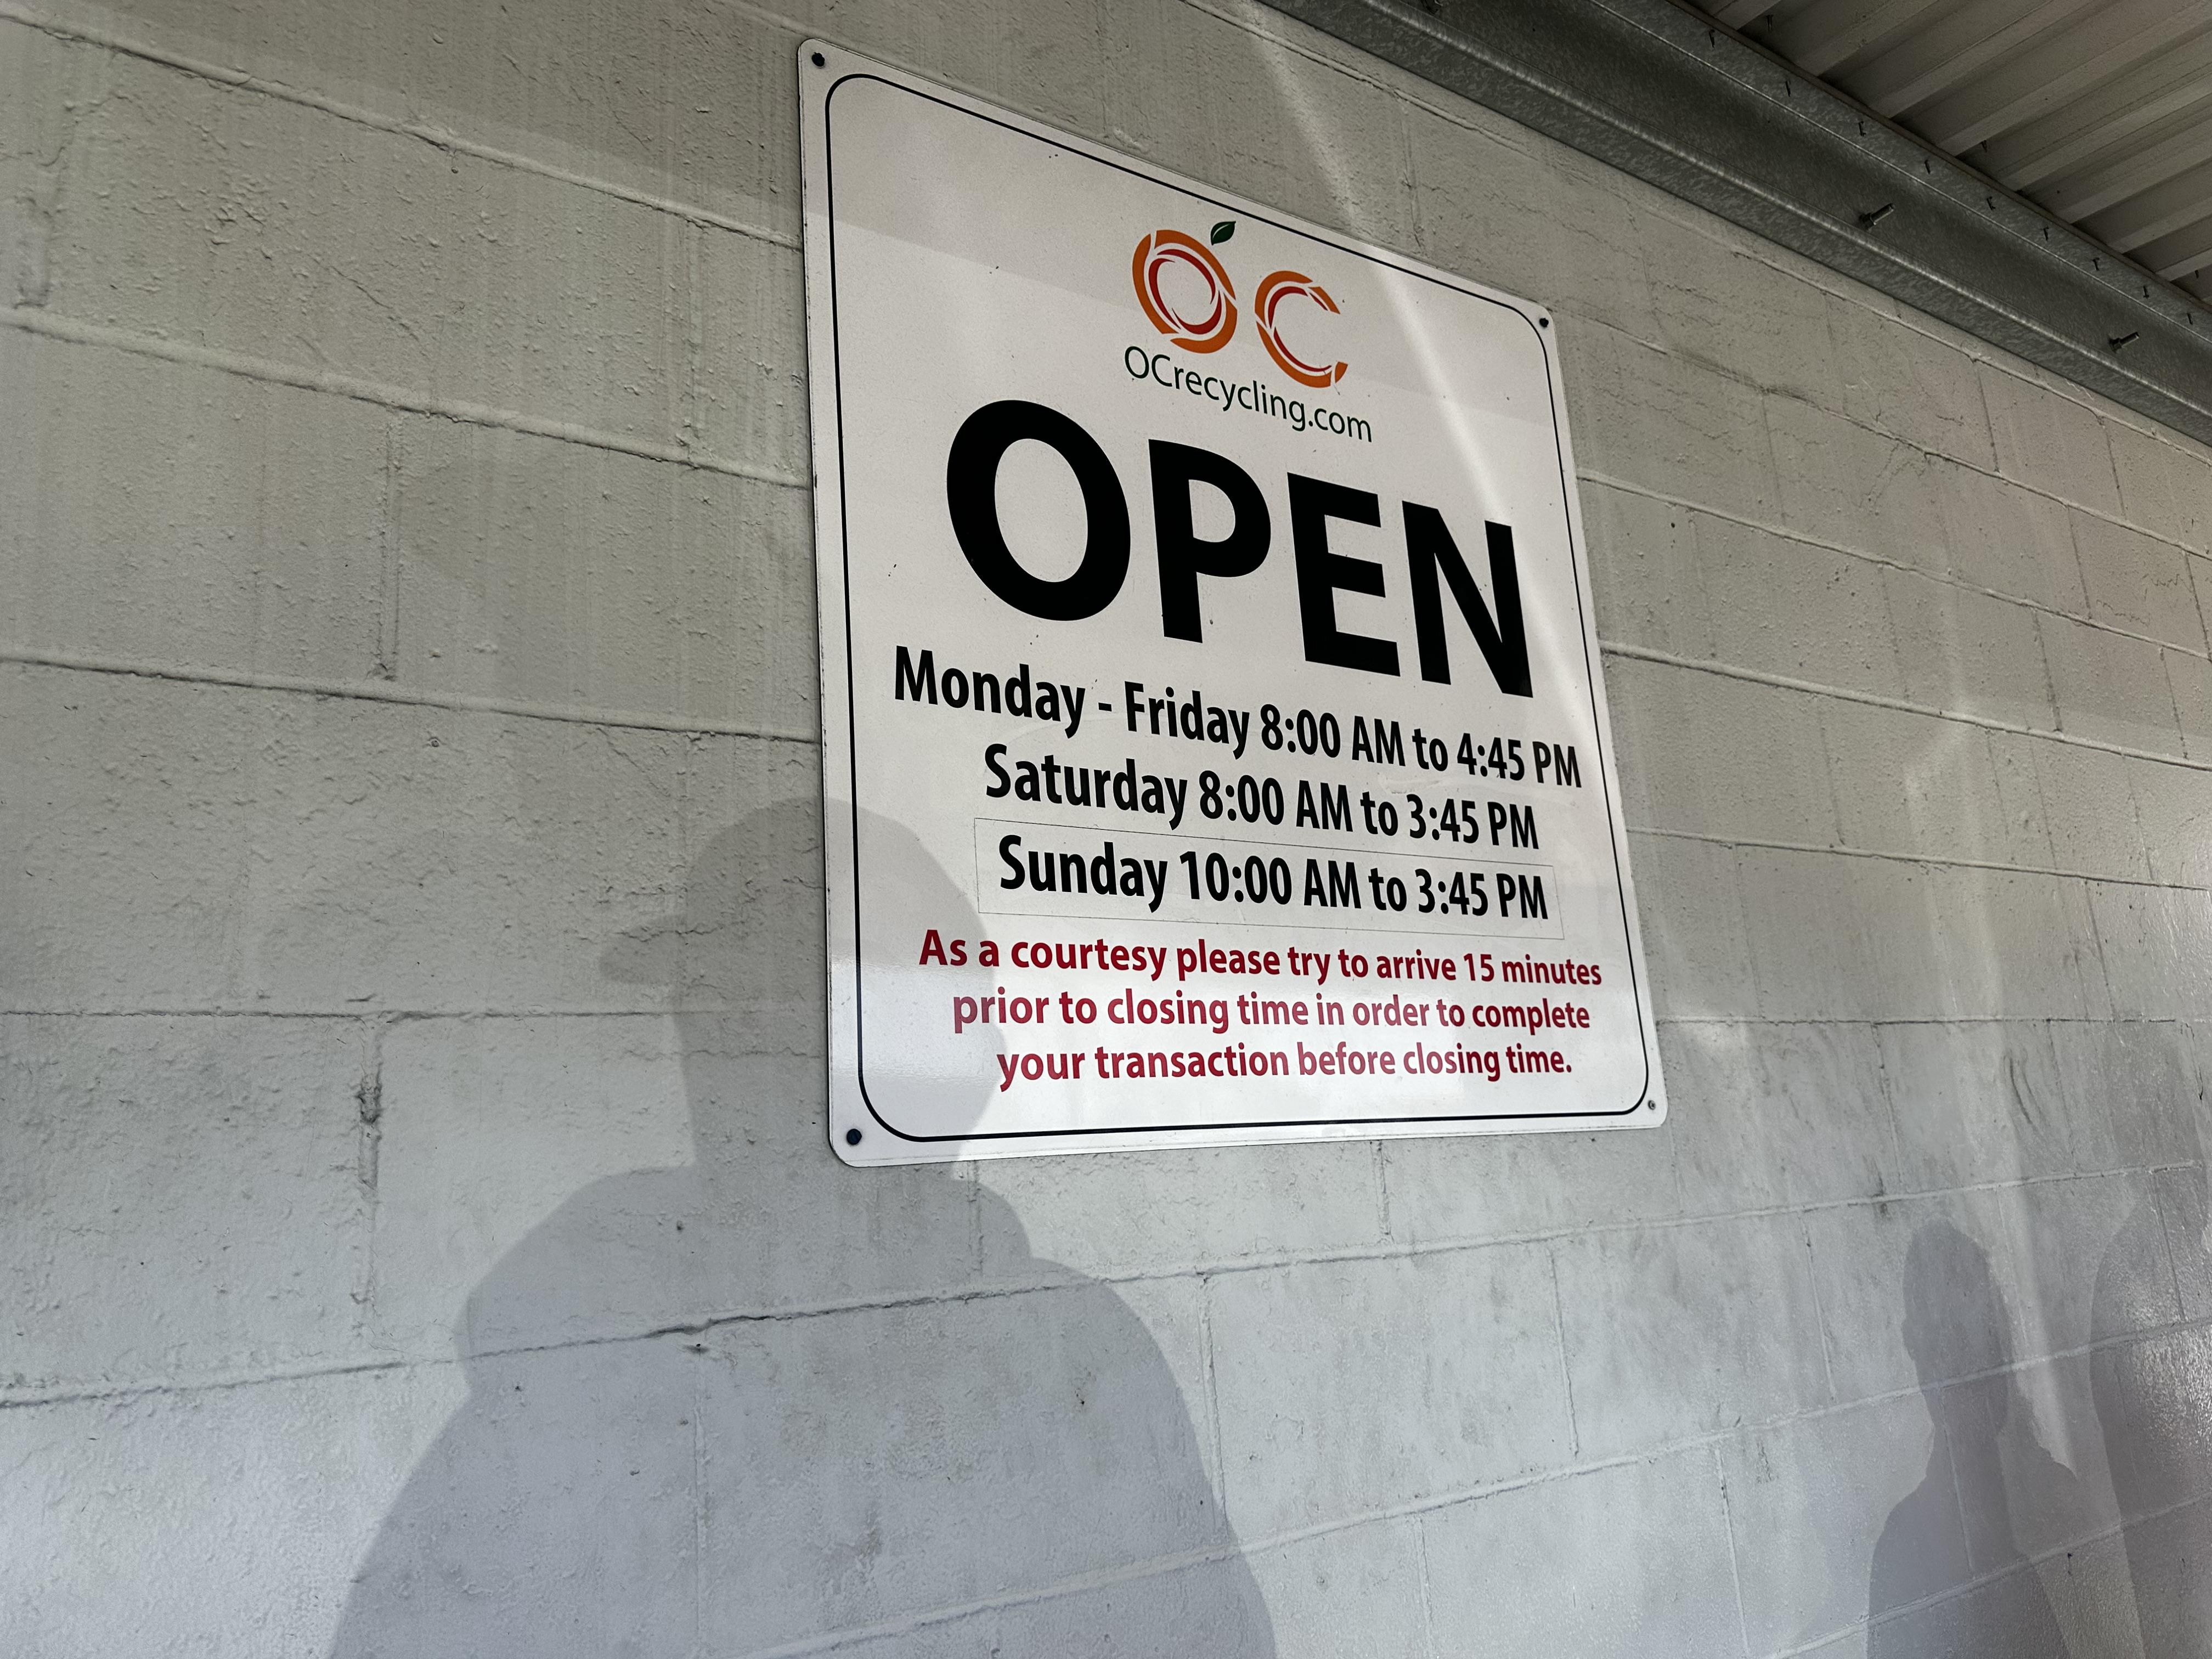 OC
OCrecycling.com
OPEN
Monday - Friday 8:00 AM to 4:45 PM
Saturday 8:00 AM to 3:45 PM
Sunday 10:00 AM to 3:45 PM
As a courtesy please try to arrive 15 minutes
prior to closing time in order to complete
your transaction before closing time.